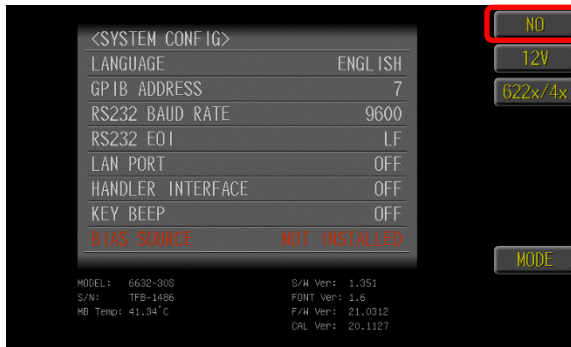 <SYSTEM CONFIG>
LANGUAGE ENGLISH
GPIB ADDRESS 7
RS232 BAUD RATE 9600
RS232 EOI LF
LAN PORT OFF
HANDLER INTERFACE OFF
KEY BEEP OFF
BIAS SOURCE NOT INSTALLED
MODEL: 6632-30S
S/N: TFB-1486
MB Temp: 41.34°C
S/W Ver: 1.351
FONT Ver: 1.6
F/W Ver: 21.0312
CAL Ver: 20.1127
NO
12V
622x/4x
MODE